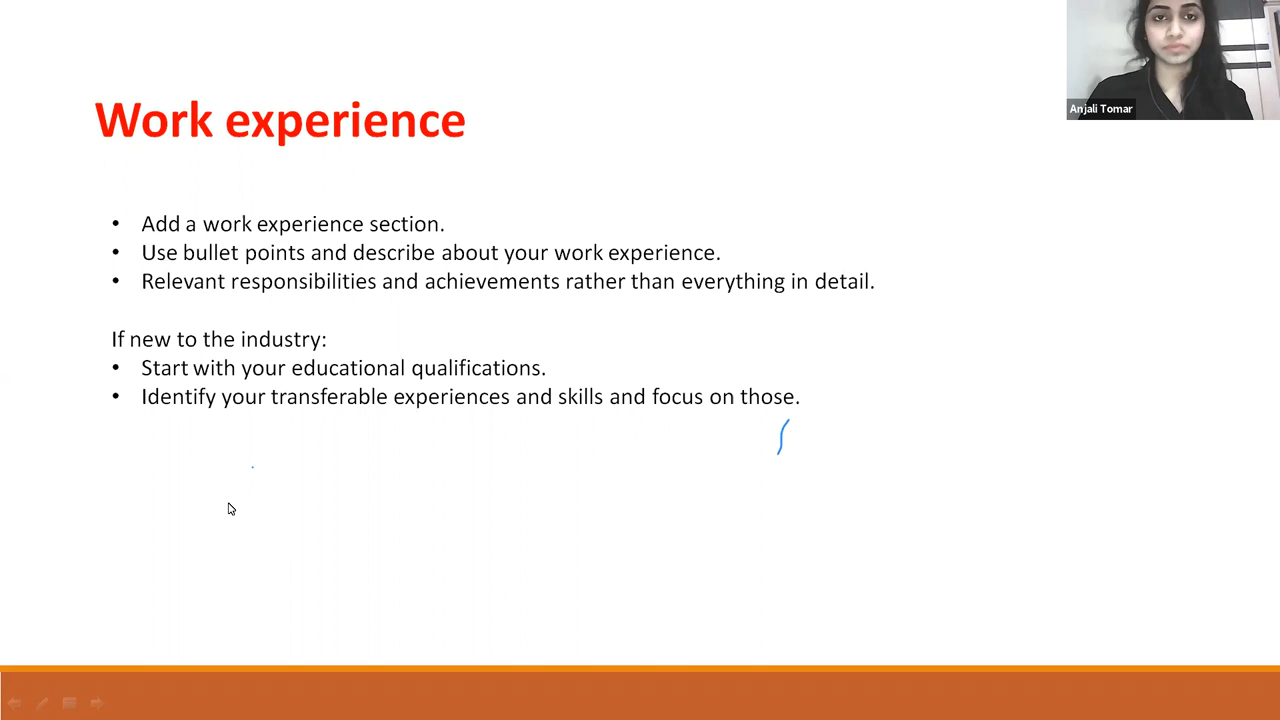 Anjali Tomar
Work experience
• Add a work experience section.
• Use bullet points and describe about your work experience.
• Relevant responsibilities and achievements rather than everything in detail.
If new to the industry:
• Start with your educational qualifications.
• Identify your transferable experiences and skills and focus on those.